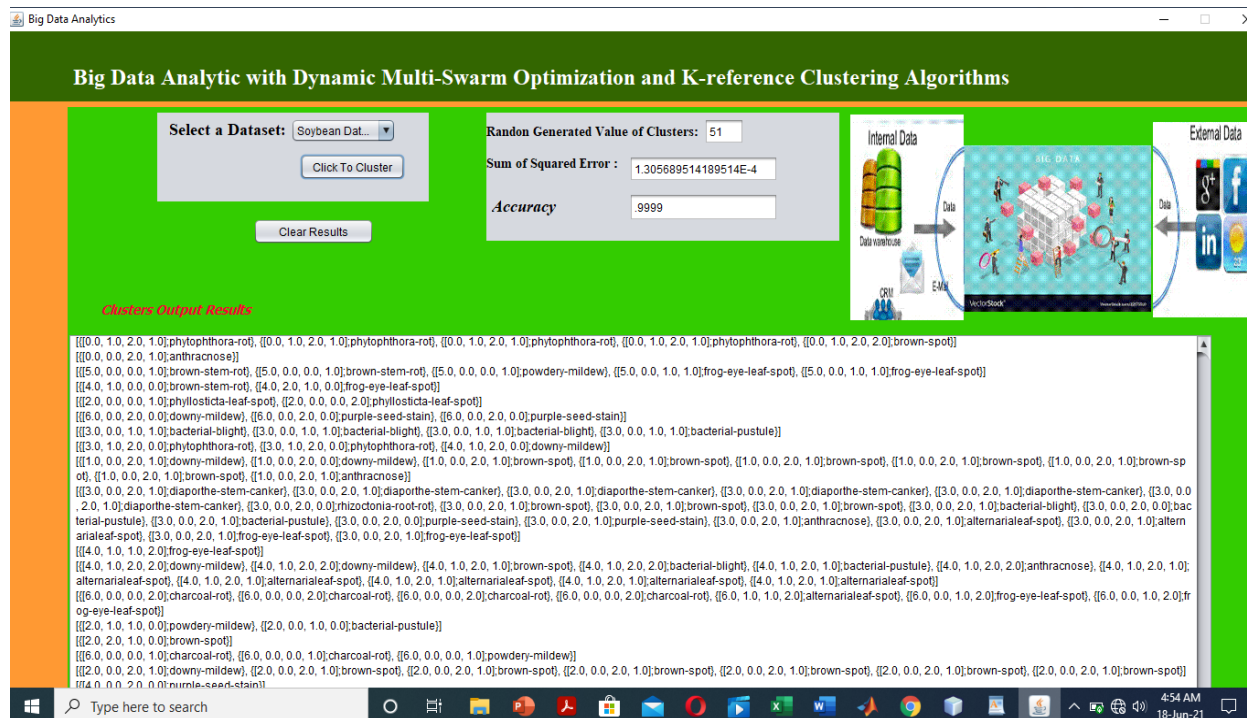 Big Data Analytics
Big Data Analytic with Dynamic Multi-Swarm Optimization and K-reference Clustering Algorithms
Select a Dataset: Soybean Dat...
Click To Cluster
Clear Results
Randon Generated Value of Clusters: 51
Sum of Squared Error : 1.305689514189514E-4
Accuracy .9999
Internal Data
Data warehouse
Data
CRM
E-Mail
BIG DATA
VectorStock
External Data
Data
g+
f
in
Clusters Output Results
[{[0.0, 1.0, 2.0, 1.0];phytophthora-rot}, {[0.0, 1.0, 2.0, 1.0];phytophthora-rot}, {[0.0, 1.0, 2.0, 1.0];phytophthora-rot}, {[0.0, 1.0, 2.0, 1.0];phytophthora-rot}, {[0.0, 1.0, 2.0, 2.0];brown-spot}]
[{[0.0, 0.0, 2.0, 1.0];anthracnose}]
[{[5.0, 0.0, 0.0, 1.0];brown-stem-rot}, {[5.0, 0.0, 0.0, 1.0];brown-stem-rot}, {[5.0, 0.0, 0.0, 1.0];powdery-mildew}, {[5.0, 0.0, 1.0, 1.0];frog-eye-leaf-spot}, {[5.0, 0.0, 1.0, 1.0];frog-eye-leaf-spot}]
[{[4.0, 1.0, 0.0, 0.0];brown-stem-rot}, {[4.0, 2.0, 1.0, 0.0];frog-eye-leaf-spot}]
[{[2.0, 0.0, 0.0, 1.0];phyllosticta-leaf-spot}, {[2.0, 0.0, 0.0, 2.0];phyllosticta-leaf-spot}]
[{[6.0, 0.0, 2.0, 0.0];downy-mildew}, {[6.0, 0.0, 2.0, 0.0];purple-seed-stain}, {[6.0, 0.0, 2.0, 0.0];purple-seed-stain}]
[{[3.0, 0.0, 1.0, 1.0];bacterial-blight}, {[3.0, 0.0, 1.0, 1.0];bacterial-blight}, {[3.0, 0.0, 1.0, 1.0];bacterial-blight}, {[3.0, 0.0, 1.0, 1.0];bacterial-pustule}]
[{[3.0, 1.0, 2.0, 0.0];phytophthora-rot}, {[3.0, 1.0, 2.0, 0.0];phytophthora-rot}, {[4.0, 1.0, 2.0, 0.0];downy-mildew}]
[{[1.0, 0.0, 2.0, 1.0];downy-mildew}, {[1.0, 0.0, 2.0, 0.0];downy-mildew}, {[1.0, 0.0, 2.0, 1.0];brown-spot}, {[1.0, 0.0, 2.0, 1.0];brown-spot}, {[1.0, 0.0, 2.0, 1.0];brown-spot}, {[1.0, 0.0, 2.0, 1.0];brown-spot}, {[1.0, 0.0, 2.0, 1.0];brown-sp
ot}, {[1.0, 0.0, 2.0, 1.0];brown-spot}, {[1.0, 0.0, 2.0, 1.0];anthracnose}]
[{[3.0, 0.0, 2.0, 1.0];diaporthe-stem-canker}, {[3.0, 0.0, 2.0, 1.0];diaporthe-stem-canker}, {[3.0, 0.0, 2.0, 1.0];diaporthe-stem-canker}, {[3.0, 0.0, 2.0, 1.0];diaporthe-stem-canker}, {[3.0, 0.0, 2.0, 1.0];diaporthe-stem-canker}, {[3.0, 0.0
, 2.0, 1.0];diaporthe-stem-canker}, {[3.0, 0.0, 2.0, 0.0];rhizoctonia-root-rot}, {[3.0, 0.0, 2.0, 1.0];brown-spot}, {[3.0, 0.0, 2.0, 1.0];brown-spot}, {[3.0, 0.0, 2.0, 1.0];brown-spot}, {[3.0, 0.0, 2.0, 1.0];bacterial-blight}, {[3.0, 0.0, 2.0, 0.0];bac
terial-pustule}, {[3.0, 0.0, 2.0, 1.0];bacterial-pustule}, {[3.0, 0.0, 2.0, 0.0];purple-seed-stain}, {[3.0, 0.0, 2.0, 1.0];purple-seed-stain}, {[3.0, 0.0, 2.0, 1.0];anthracnose}, {[3.0, 0.0, 2.0, 1.0];alternarialeaf-spot}, {[3.0, 0.0, 2.0, 1.0];altern
arialeaf-spot}, {[3.0, 0.0, 2.0, 1.0];frog-eye-leaf-spot}, {[3.0, 0.0, 2.0, 1.0];frog-eye-leaf-spot}]
[{[4.0, 1.0, 1.0, 2.0];frog-eye-leaf-spot}]
[{[4.0, 1.0, 2.0, 2.0];downy-mildew}, {[4.0, 1.0, 2.0, 2.0];downy-mildew}, {[4.0, 1.0, 2.0, 1.0];brown-spot}, {[4.0, 1.0, 2.0, 2.0];bacterial-blight}, {[4.0, 1.0, 2.0, 1.0];bacterial-pustule}, {[4.0, 1.0, 2.0, 2.0];anthracnose}, {[4.0, 1.0, 2.0, 1.0];
alternarialeaf-spot}, {[4.0, 1.0, 2.0, 1.0];alternarialeaf-spot}, {[4.0, 1.0, 2.0, 1.0];alternarialeaf-spot}, {[4.0, 1.0, 2.0, 1.0];alternarialeaf-spot}, {[4.0, 1.0, 2.0, 1.0];alternarialeaf-spot}]
[{[6.0, 0.0, 0.0, 2.0];charcoal-rot}, {[6.0, 0.0, 0.0, 2.0];charcoal-rot}, {[6.0, 0.0, 0.0, 2.0];charcoal-rot}, {[6.0, 0.0, 0.0, 2.0];charcoal-rot}, {[6.0, 1.0, 1.0, 2.0];alternarialeaf-spot}, {[6.0, 0.0, 1.0, 2.0];frog-eye-leaf-spot}, {[6.0, 0.0, 1.0, 2.0];fr
og-eye-leaf-spot}]
[{[2.0, 1.0, 1.0, 0.0];powdery-mildew}, {[2.0, 0.0, 1.0, 0.0];bacterial-pustule}]
[{[2.0, 2.0, 1.0, 0.0];brown-spot}]
[{[6.0, 0.0, 0.0, 1.0];charcoal-rot}, {[6.0, 0.0, 0.0, 1.0];charcoal-rot}, {[6.0, 0.0, 0.0, 1.0];powdery-mildew}]
[{[2.0, 0.0, 2.0, 1.0];downy-mildew}, {[2.0, 0.0, 2.0, 1.0];brown-spot}, {[2.0, 0.0, 2.0, 1.0];brown-spot}, {[2.0, 0.0, 2.0, 1.0];brown-spot}, {[2.0, 0.0, 2.0, 1.0];brown-spot}, {[2.0, 0.0, 2.0, 1.0];brown-spot}, {[2.0, 0.0, 2.0, 1.0];brown-spot}]
[{[4.0, 0.0, 2.0, 0.0];purple-seed-stain}]
Type here to search
4:54 AM
18-Jun-21